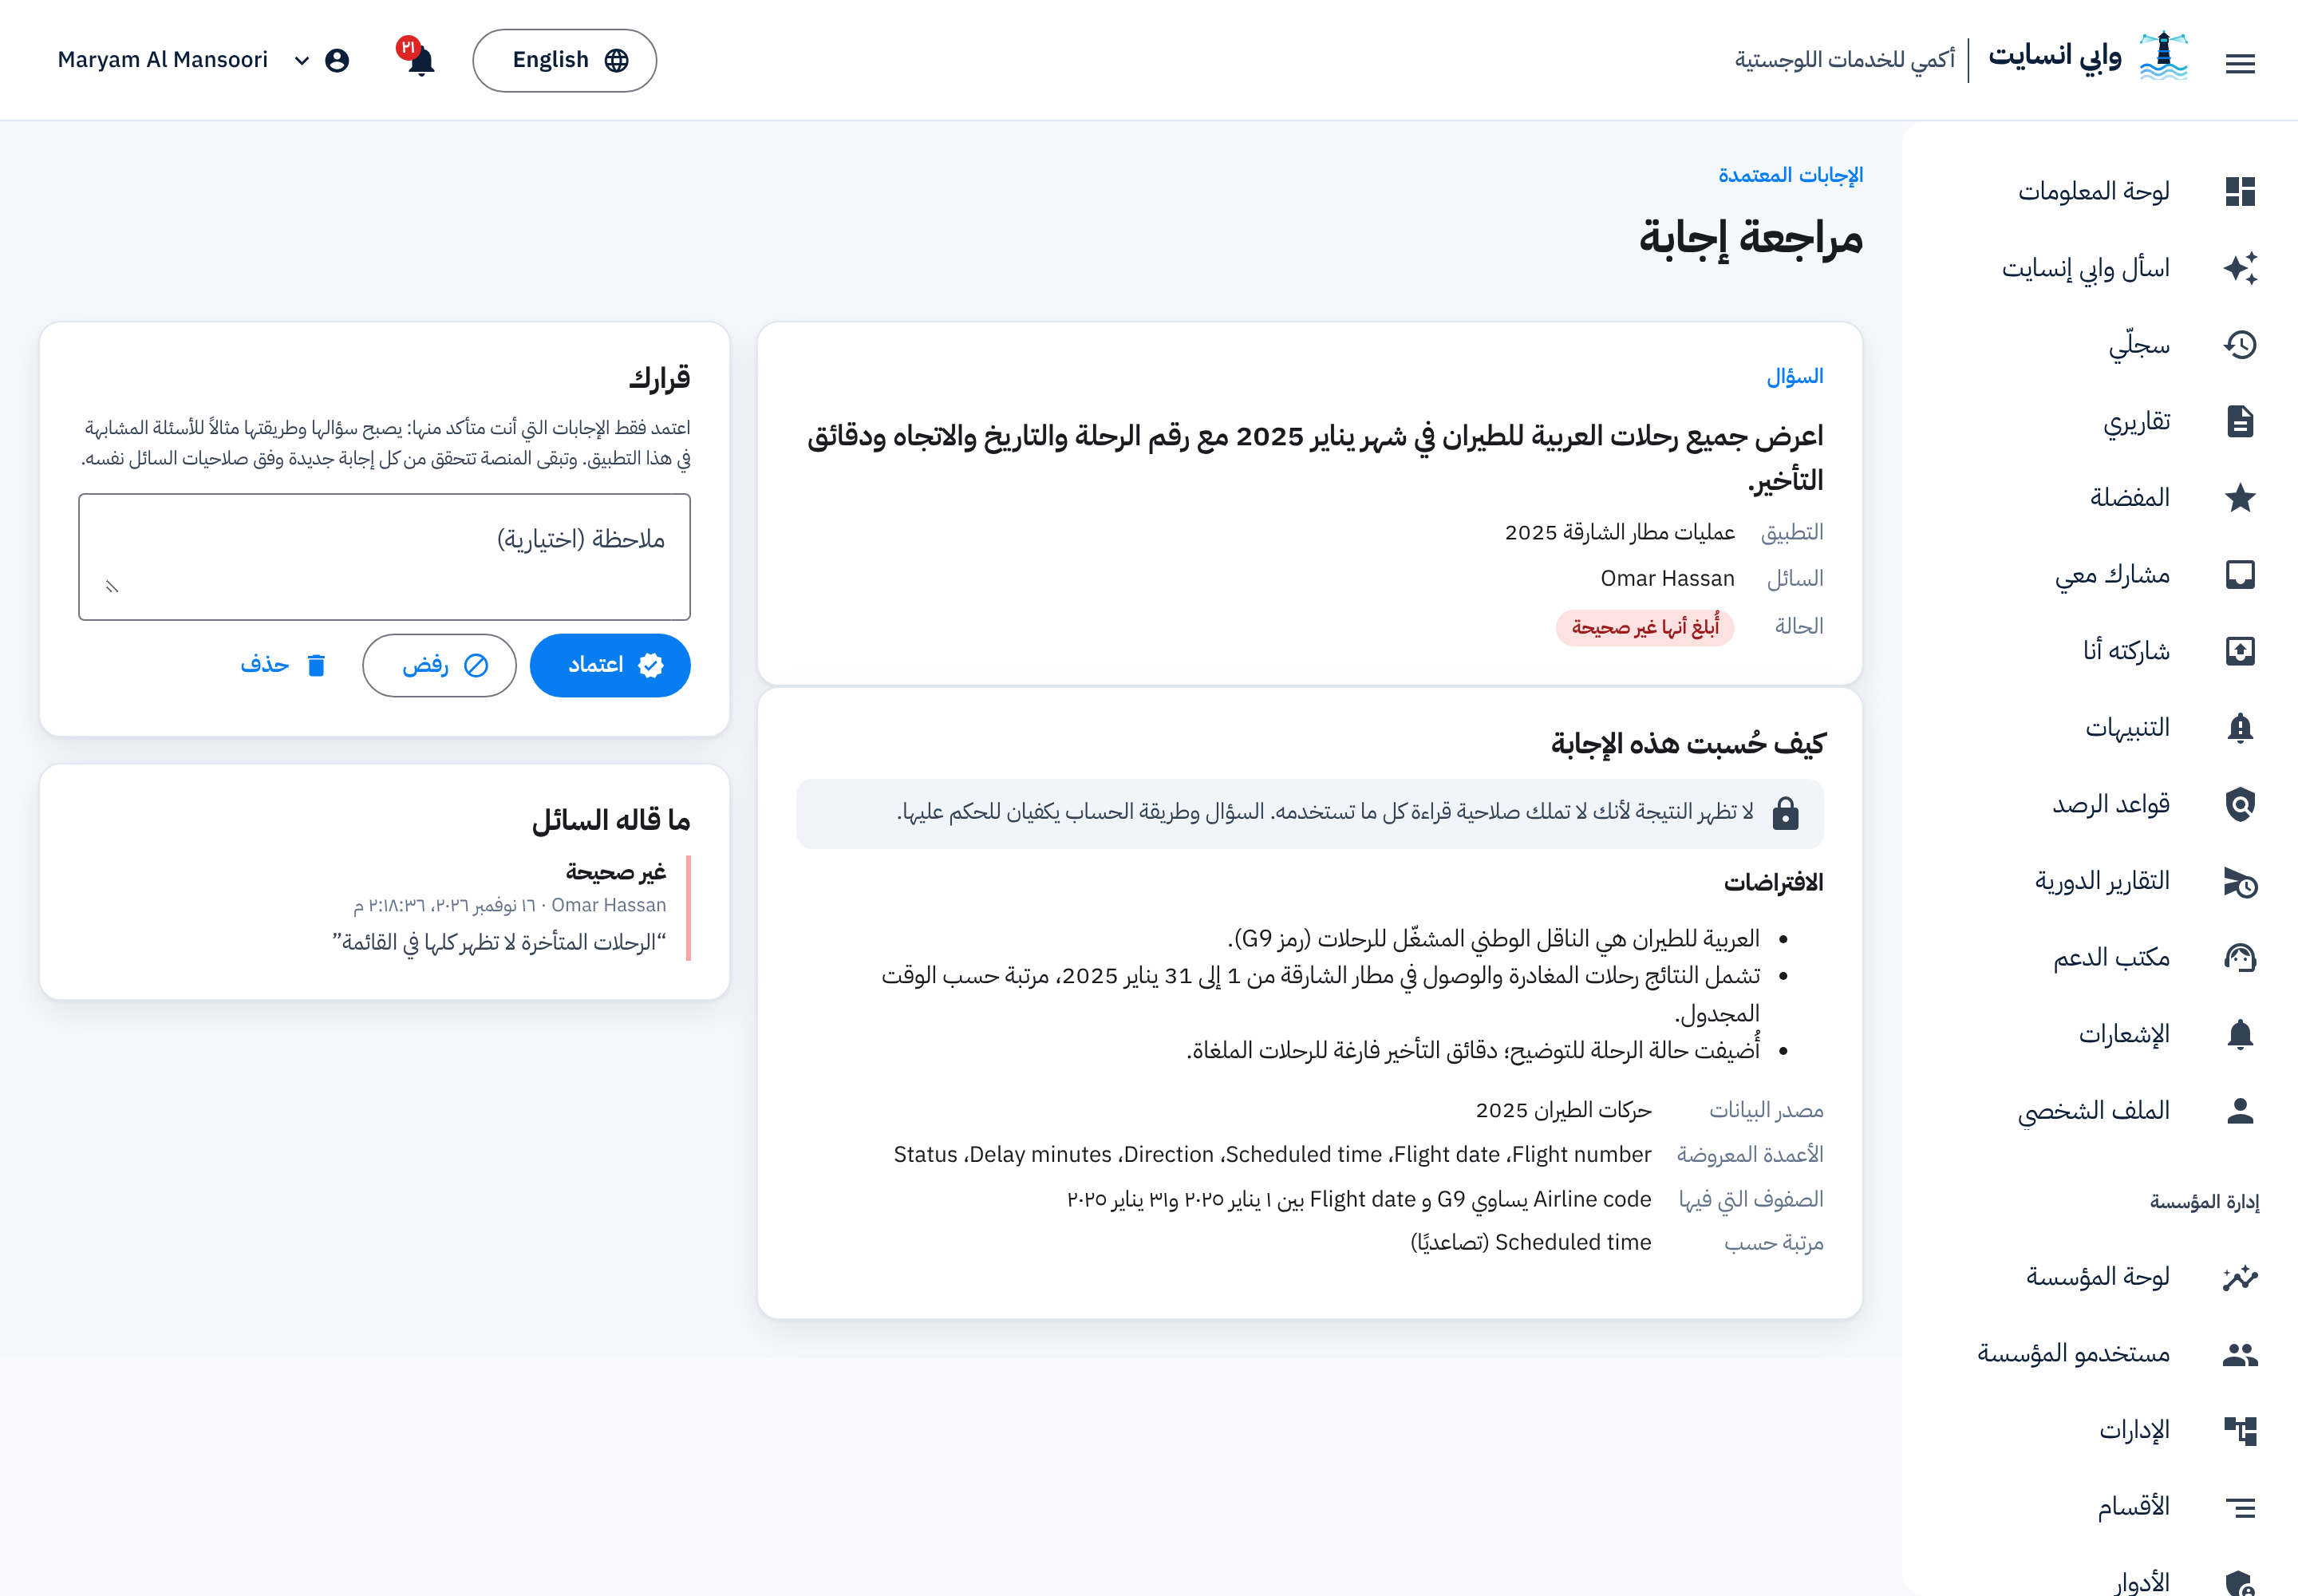 وابي انسايت
أكمي للخدمات اللوجستية
English
٢١
Maryam Al Mansoori
لوحة المعلومات
اسأل وابي إنسايت
سجلّي
تقاريري
المفضلة
مشارك معي
شاركته أنا
التنبيهات
قواعد الرصد
التقارير الدورية
مكتب الدعم
الإشعارات
الملف الشخصي
إدارة المؤسسة
لوحة المؤسسة
مستخدمو المؤسسة
الإدارات
الأقسام
الأدوار
الإجابات المعتمدة
مراجعة إجابة
السؤال
اعرض جميع رحلات العربية للطيران في شهر يناير 2025 مع رقم الرحلة والتاريخ والاتجاه ودقائق
التأخير.
التطبيق عمليات مطار الشارقة 2025
السائل Omar Hassan
الحالة أُبلغ أنها غير صحيحة
كيف حُسبت هذه الإجابة
لا تظهر النتيجة لأنك لا تملك صلاحية قراءة كل ما تستخدمه. السؤال وطريقة الحساب يكفيان للحكم عليها.
الافتراضات
• العربية للطيران هي الناقل الوطني المشغّل للرحلات (رمز G9).
• تشمل النتائج رحلات المغادرة والوصول في مطار الشارقة من 1 إلى 31 يناير 2025، مرتبة حسب الوقت
المجدول.
• أُضيفت حالة الرحلة للتوضيح؛ دقائق التأخير فارغة للرحلات الملغاة.
مصدر البيانات حركات الطيران 2025
الأعمدة المعروضة Flight number، Flight date، Scheduled time، Direction، Delay minutes، Status
الصفوف التي فيها Airline code يساوي G9 و Flight date بين ١ يناير ٢٠٢٥ و٣١ يناير ٢٠٢٥
مرتبة حسب Scheduled time (تصاعديًا)
قرارك
اعتمد فقط الإجابات التي أنت متأكد منها: يصبح سؤالها وطريقتها مثالاً للأسئلة المشابهة
في هذا التطبيق. وتبقى المنصة تتحقق من كل إجابة جديدة وفق صلاحيات السائل نفسه.
ملاحظة (اختيارية)
اعتماد
رفض
حذف
ما قاله السائل
غير صحيحة
Omar Hassan · ١٦ نوفمبر ٢٠٢٦، ٢:١٨:٣٦ م
“الرحلات المتأخرة لا تظهر كلها في القائمة”